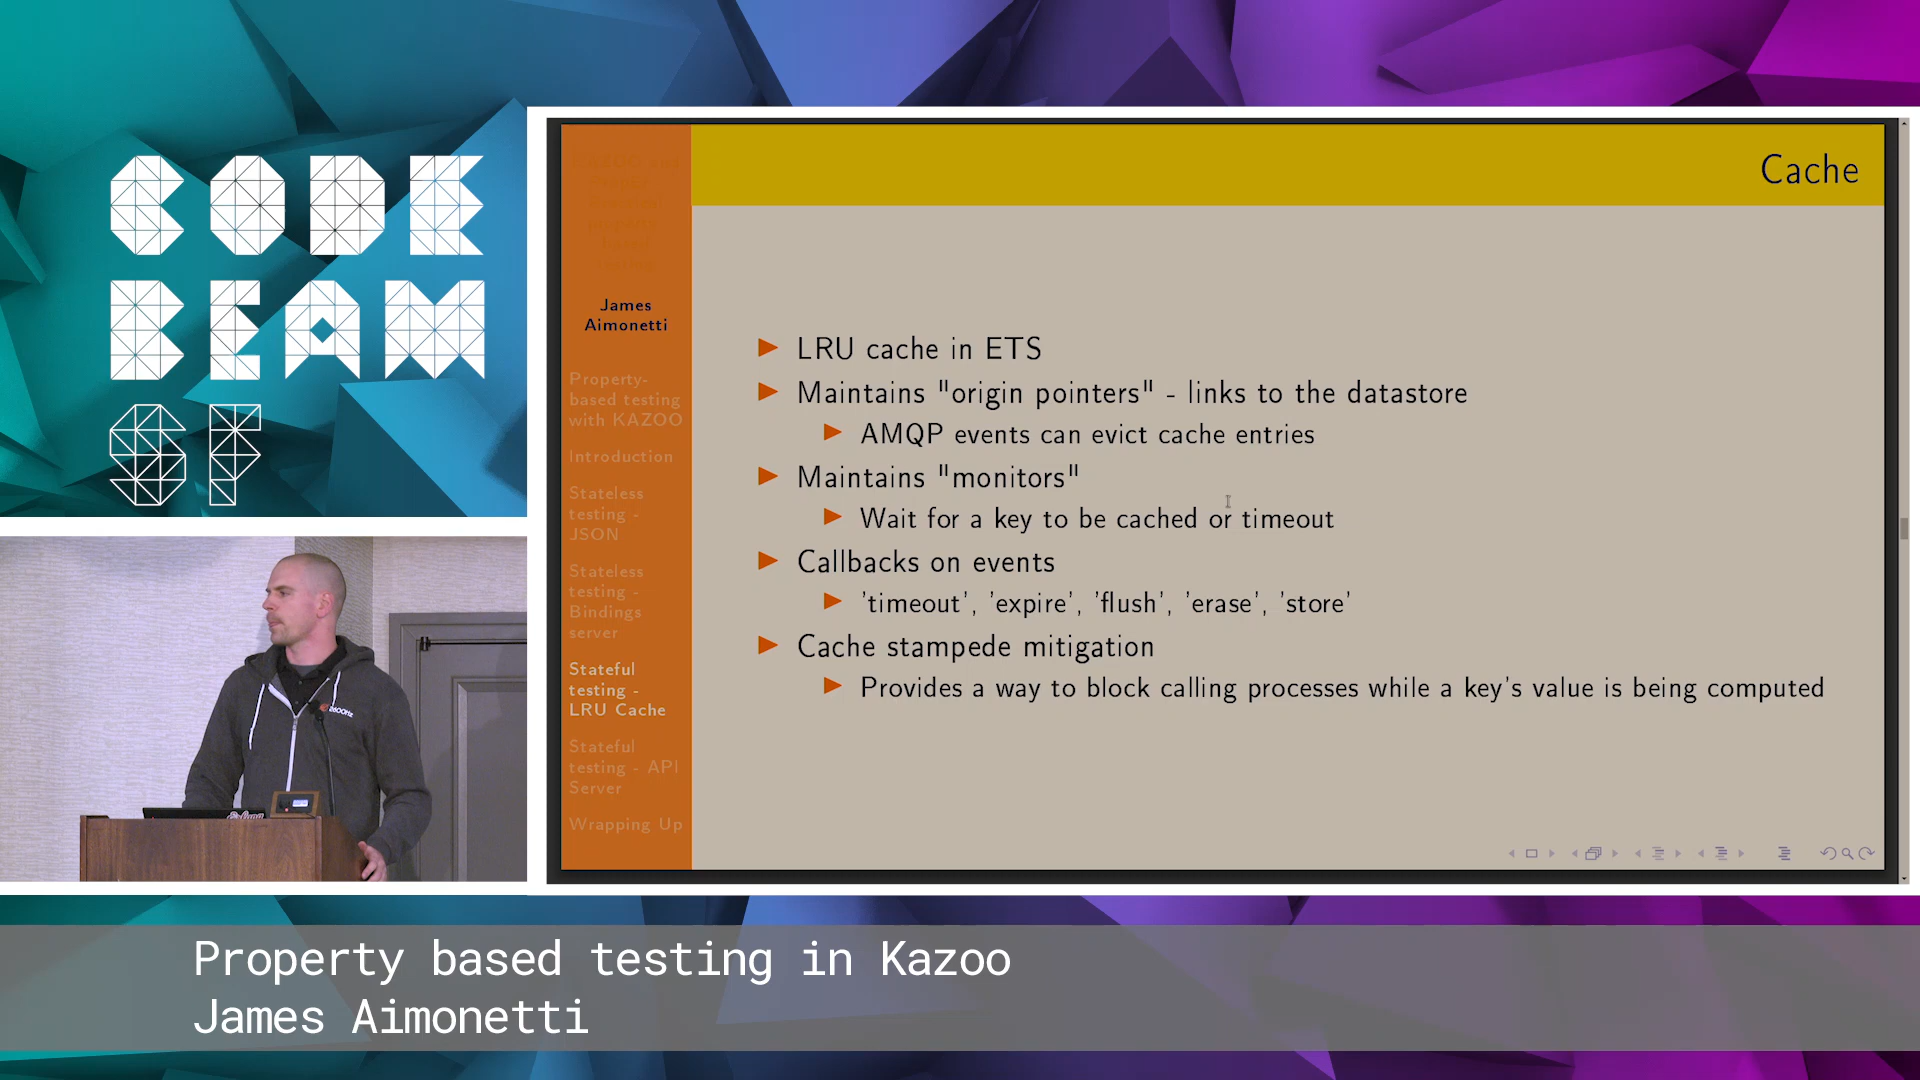 CODE
BEAM
SF
James
Aimonetti
Property-
based testing
with KAZOO
Introduction
Stateless
testing -
JSON
Stateless
testing -
Bindings
server
Stateful
testing -
LRU Cache
Stateful
testing - API
Server
Wrapping Up
Cache
LRU cache in ETS
Maintains "origin pointers" - links to the datastore
AMQP events can evict cache entries
Maintains "monitors"
Wait for a key to be cached or timeout
Callbacks on events
'timeout', 'expire', 'flush', 'erase', 'store'
Cache stampede mitigation
Provides a way to block calling processes while a key's value is being computed
2600Hz
Property based testing in Kazoo
James Aimonetti